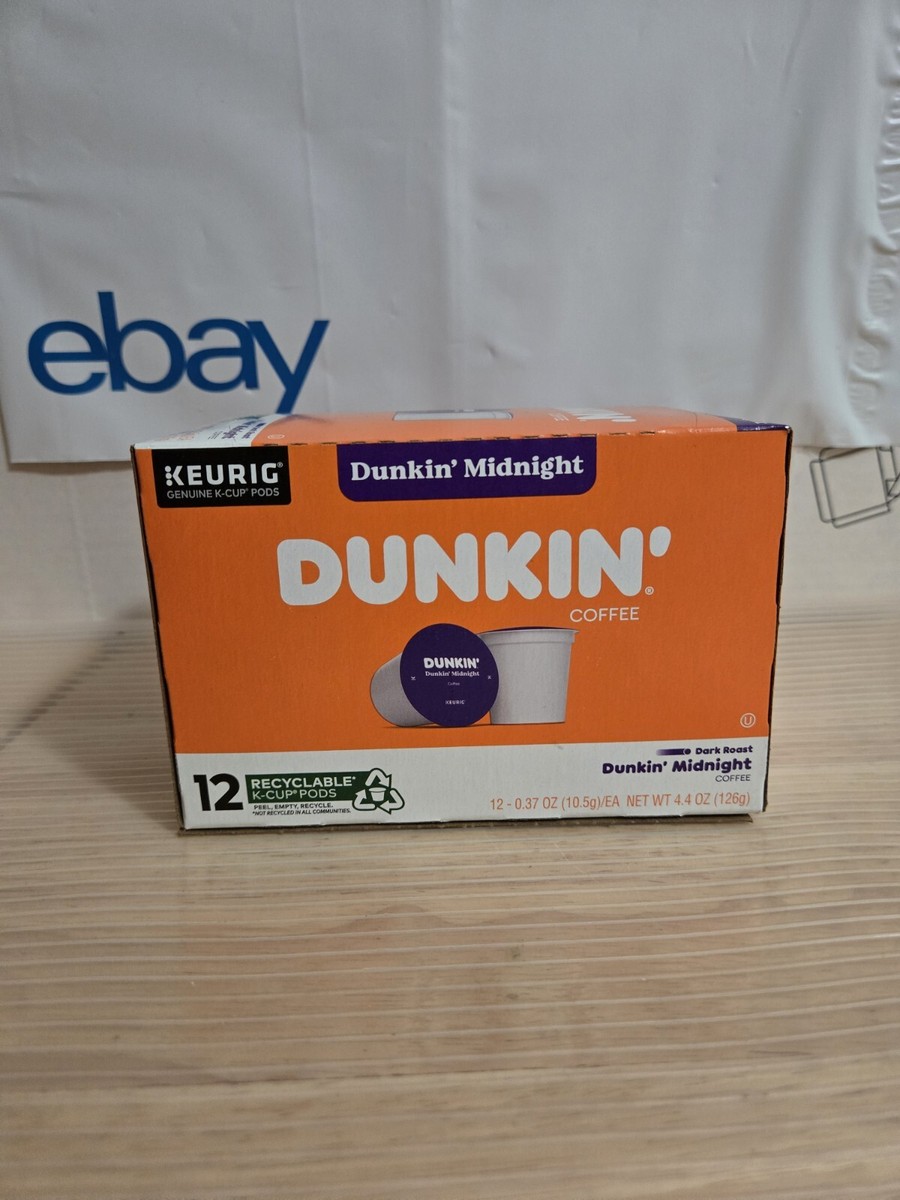 ebay
KEURIG®
GENUINE K-CUP® PODS
Dunkin' Midnight
DUNKIN'®
COFFEE
DUNKIN'
Dunkin' Midnight
Coffee
KEURIG
U
Dark Roast
Dunkin' Midnight
COFFEE
12 RECYCLABLE*
K-CUP® PODS
PEEL, EMPTY, RECYCLE.
*NOT RECYCLED IN ALL COMMUNITIES.
12 - 0.37 OZ (10.5g)/EA NET WT 4.4 OZ (126g)